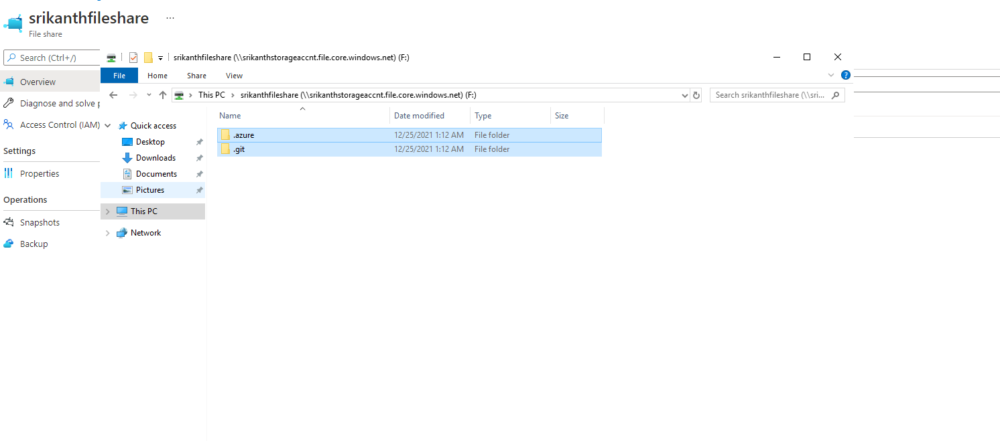 srikanthfileshare ...
File share
Search (Ctrl+/)
Overview
Diagnose and solve
Access Control (IAM)
Settings
Properties
Operations
Snapshots
Backup
srikanthfileshare (\\srikanthstorageaccnt.file.core.windows.net) (F:)
File Home Share View
This PC > srikanthfileshare (\\srikanthstorageaccnt.file.core.windows.net) (F:)
Search srikanthfileshare (\\sri...
Quick access
Desktop
Downloads
Documents
Pictures
This PC
Network
Name Date modified Type Size
.azure 12/25/2021 1:12 AM File folder
.git 12/25/2021 1:12 AM File folder